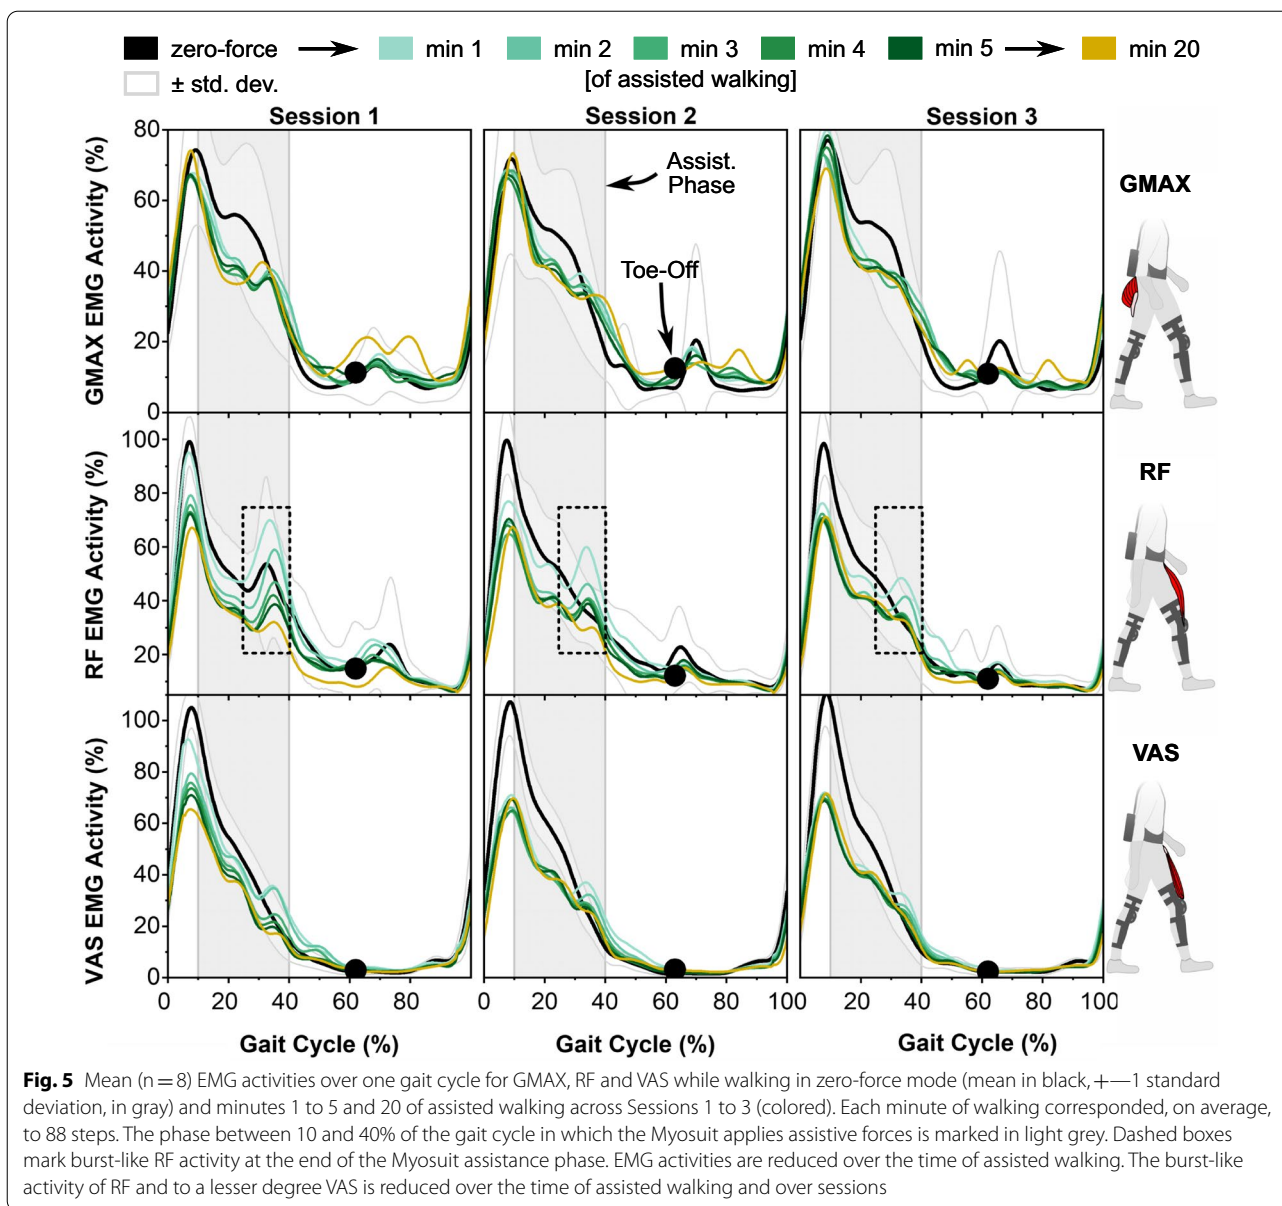 zero-force → min 1 min 2 min 3 min 4 min 5 → min 20
± std. dev. [of assisted walking]
Session 1 Session 2 Session 3
GMAX EMG Activity (%)
80
60
40
20
0
Assist.
Phase
Toe-Off
GMAX
RF EMG Activity (%)
100
80
60
40
20
RF
VAS EMG Activity (%)
100
80
60
40
20
0
VAS
0 20 40 60 80 0 20 40 60 80 100 20 40 60 80 100
Gait Cycle (%) Gait Cycle (%) Gait Cycle (%)
Fig. 5 Mean (n = 8) EMG activities over one gait cycle for GMAX, RF and VAS while walking in zero-force mode (mean in black, +—1 standard
deviation, in gray) and minutes 1 to 5 and 20 of assisted walking across Sessions 1 to 3 (colored). Each minute of walking corresponded, on average,
to 88 steps. The phase between 10 and 40% of the gait cycle in which the Myosuit applies assistive forces is marked in light grey. Dashed boxes
mark burst-like RF activity at the end of the Myosuit assistance phase. EMG activities are reduced over the time of assisted walking. The burst-like
activity of RF and to a lesser degree VAS is reduced over the time of assisted walking and over sessions